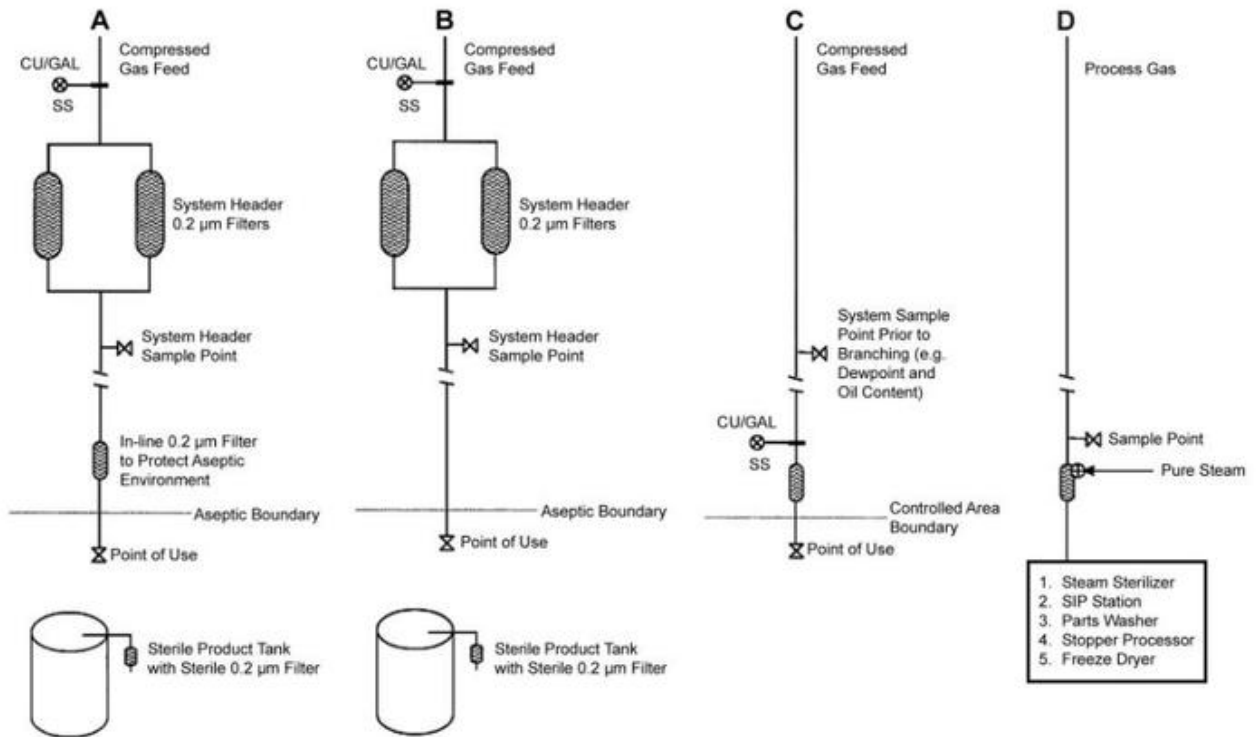 A
Compressed
Gas Feed
CU/GAL
SS
System Header
0.2 µm Filters
System Header
Sample Point
In-line 0.2 µm Filter
to Protect Aseptic
Environment
Aseptic Boundary
Point of Use
Sterile Product Tank
with Sterile 0.2 µm Filter
B
Compressed
Gas Feed
CU/GAL
SS
System Header
0.2 µm Filters
System Header
Sample Point
Aseptic Boundary
Point of Use
Sterile Product Tank
with Sterile 0.2 µm Filter
C
Compressed
Gas Feed
System Sample
Point Prior to
Branching (e.g.
Dewpoint and
Oil Content)
CU/GAL
SS
Controlled Area
Boundary
Point of Use
D
Process Gas
Sample Point
Pure Steam
1. Steam Sterilizer
2. SIP Station
3. Parts Washer
4. Stopper Processor
5. Freeze Dryer